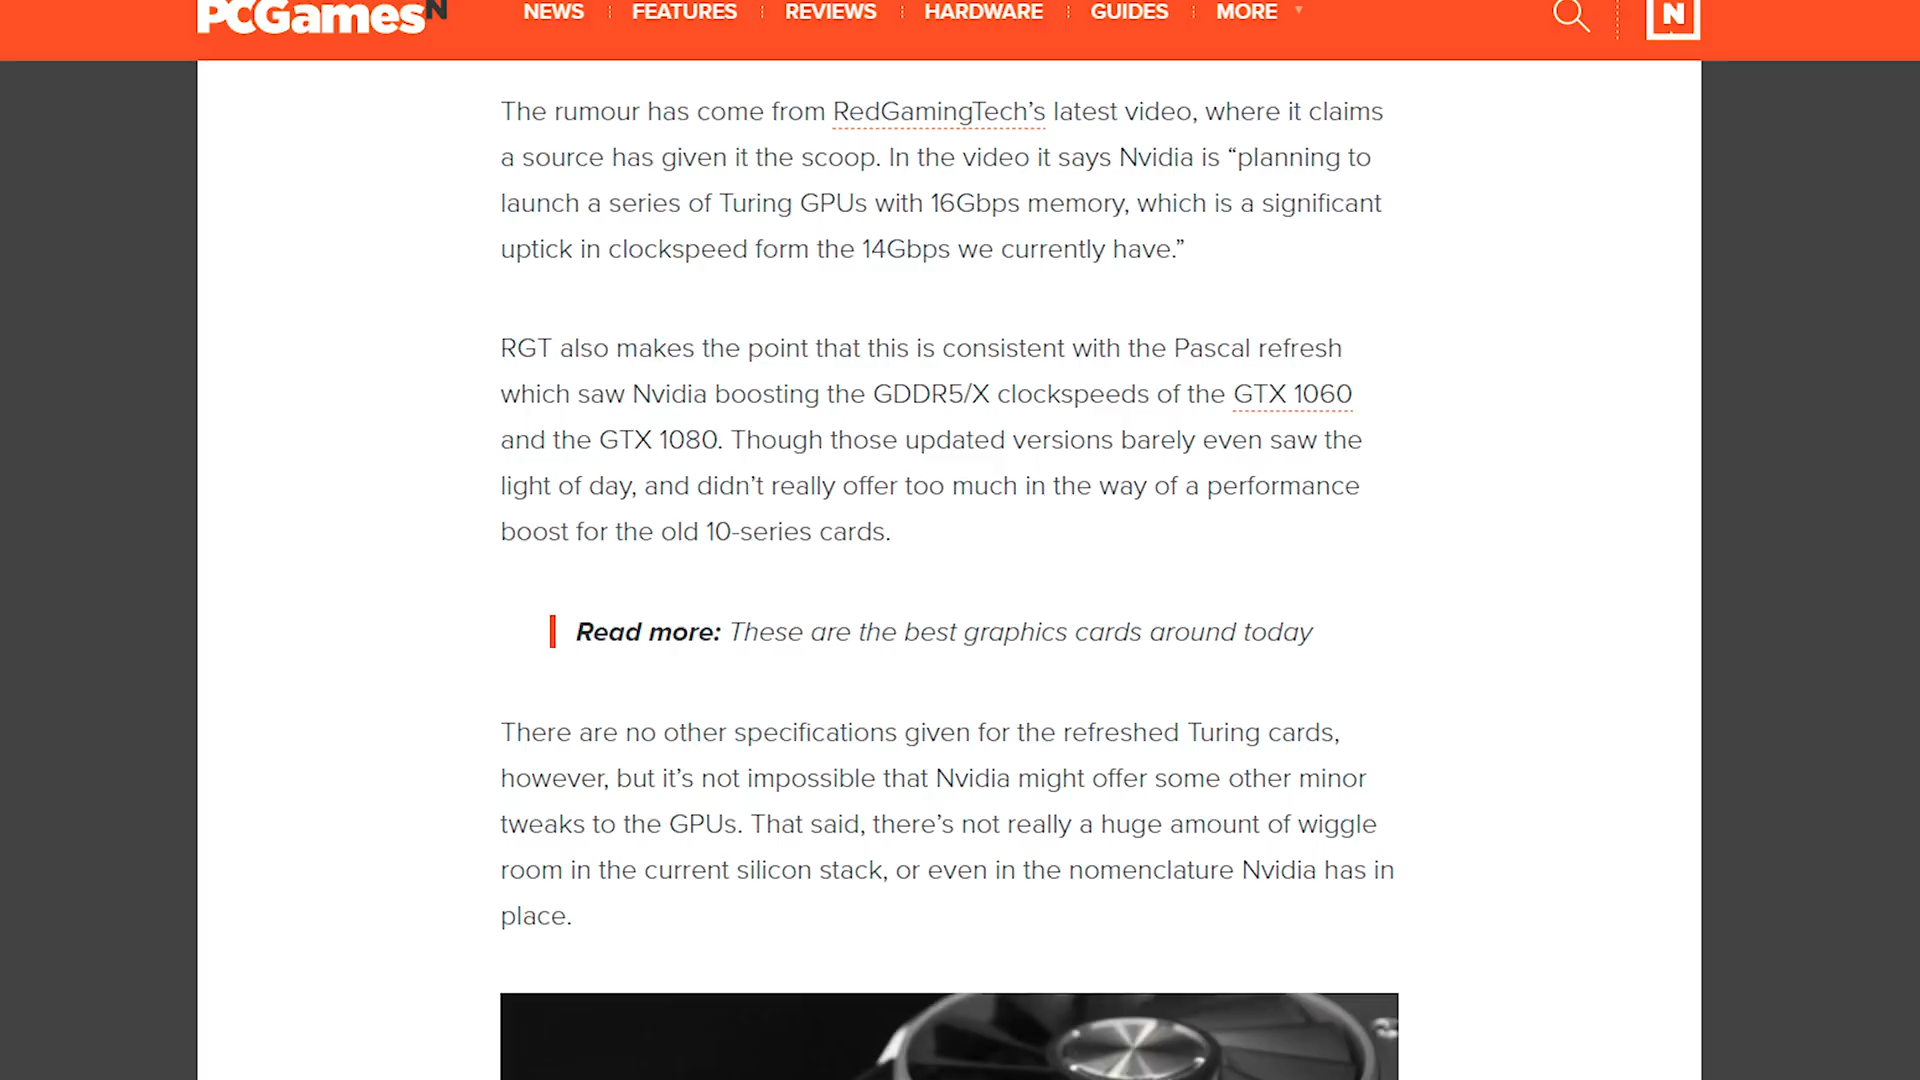 PCGamesN
NEWS FEATURES REVIEWS HARDWARE GUIDES MORE
N
The rumour has come from RedGamingTech’s latest video, where it claims
a source has given it the scoop. In the video it says Nvidia is “planning to
launch a series of Turing GPUs with 16Gbps memory, which is a significant
uptick in clockspeed form the 14Gbps we currently have.”
RGT also makes the point that this is consistent with the Pascal refresh
which saw Nvidia boosting the GDDR5/X clockspeeds of the GTX 1060
and the GTX 1080. Though those updated versions barely even saw the
light of day, and didn’t really offer too much in the way of a performance
boost for the old 10-series cards.
Read more: These are the best graphics cards around today
There are no other specifications given for the refreshed Turing cards,
however, but it’s not impossible that Nvidia might offer some other minor
tweaks to the GPUs. That said, there’s not really a huge amount of wiggle
room in the current silicon stack, or even in the nomenclature Nvidia has in
place.